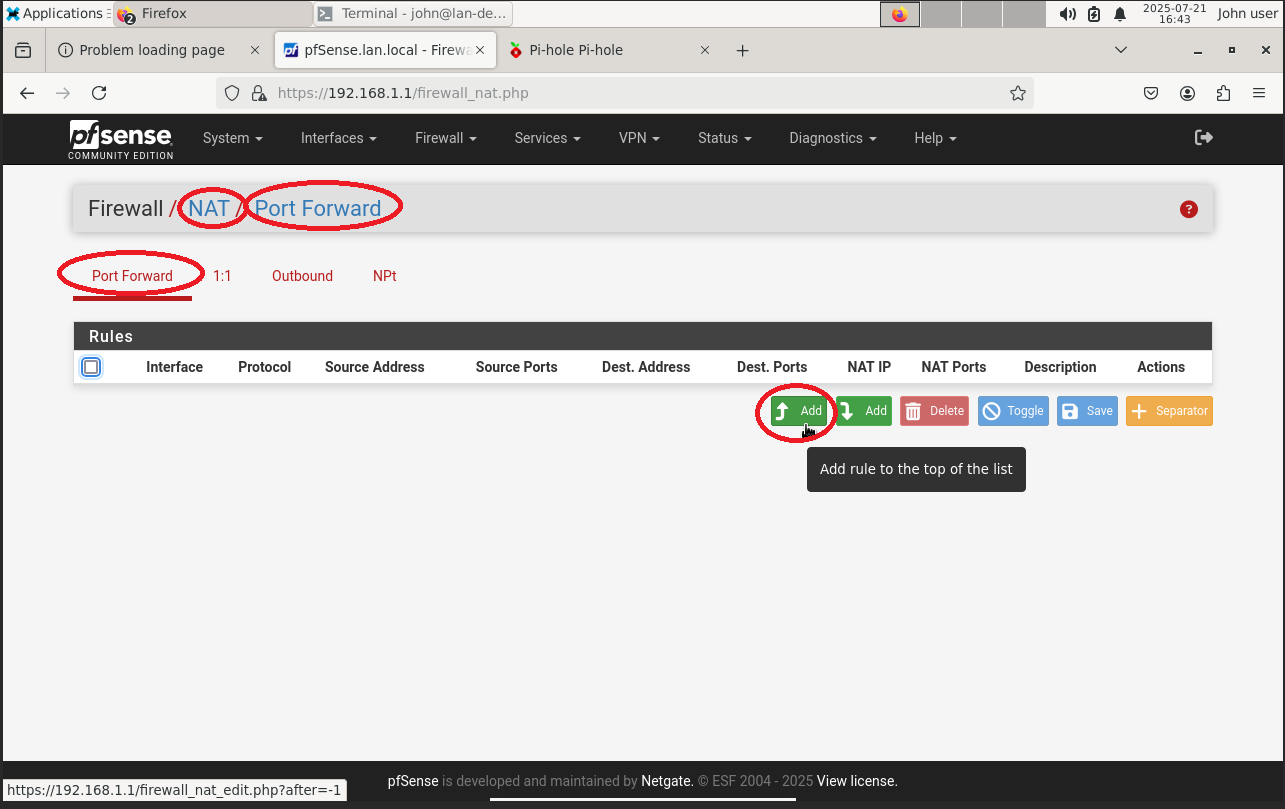 Applications
2 Firefox
Terminal - john@lan-de...
2025-07-21
16:43
John user
Problem loading page
pfSense.lan.local - Firewa
Pi-hole Pi-hole
https://192.168.1.1/firewall_nat.php
pfsense
COMMUNITY EDITION
System
Interfaces
Firewall
Services
VPN
Status
Diagnostics
Help
Firewall / NAT / Port Forward
?
Port Forward
1:1
Outbound
NPt
Rules
Interface Protocol Source Address Source Ports Dest. Address Dest. Ports NAT IP NAT Ports Description Actions
Add
Add
Delete
Toggle
Save
Separator
Add rule to the top of the list
pfSense is developed and maintained by Netgate. © ESF 2004 - 2025 View license.
https://192.168.1.1/firewall_nat_edit.php?after=-1